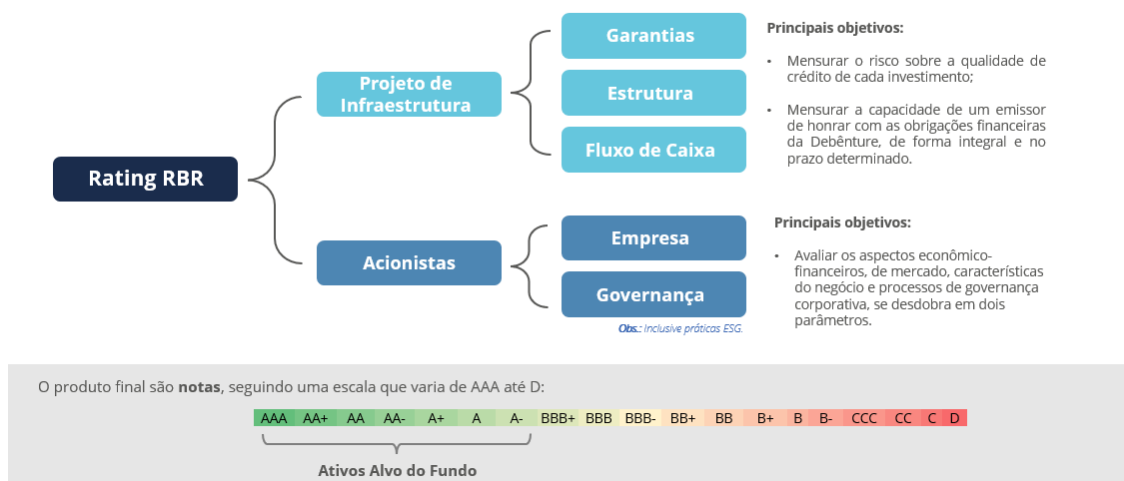 Rating RBR
Projeto de
Infraestrutura
Garantias
Estrutura
Fluxo de Caixa
Principais objetivos:
• Mensurar o risco sobre a qualidade de
crédito de cada investimento;
• Mensurar a capacidade de um emissor
de honrar com as obrigações financeiras
da Debênture, de forma integral e no
prazo determinado.
Acionistas
Empresa
Governança
Obs.: Inclusive práticas ESG.
Principais objetivos:
• Avaliar os aspectos econômico-
financeiros, de mercado, características
do negócio e processos de governança
corporativa, se desdobra em dois
parâmetros.
O produto final são notas, seguindo uma escala que varia de AAA até D:
AAA AA+ AA AA- A+ A A- BBB+ BBB BBB- BB+ BB B+ B B- CCC CC C D
Ativos Alvo do Fundo